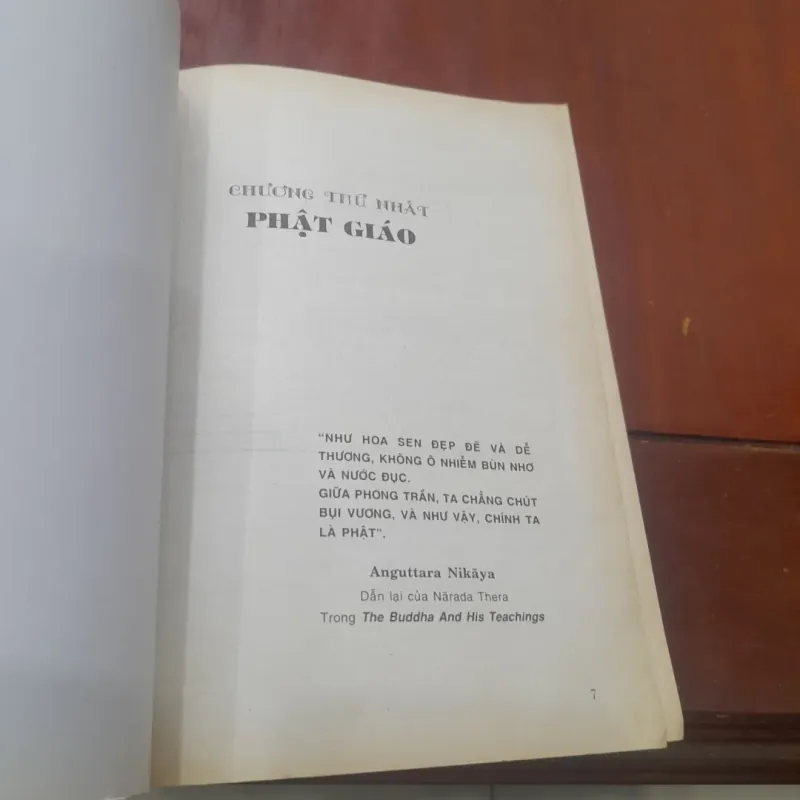 CHƯƠNG THỨ NHẤT
PHẬT GIÁO
"NHƯ HOA SEN ĐẸP ĐẼ VÀ DỄ
THƯƠNG, KHÔNG Ô NHIỄM BÙN NHƠ
VÀ NƯỚC ĐỤC.
GIỮA PHONG TRẦN, TA CHẲNG CHÚT
BỤI VƯƠNG, VÀ NHƯ VẬY, CHÍNH TA
LÀ PHẬT".
Anguttara Nikāya
Dẫn lại của Nārada Thera
Trong The Buddha And His Teachings
7